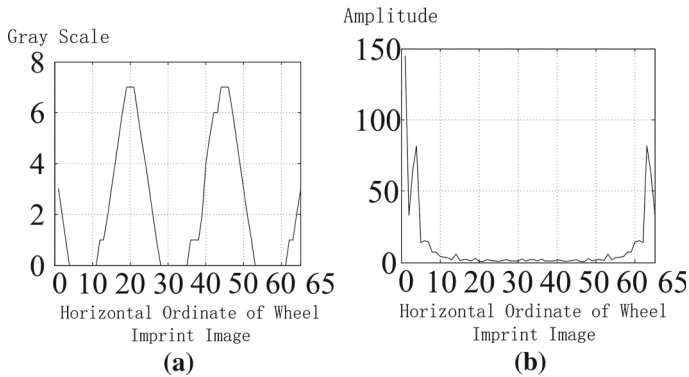 Gray Scale
8
6
4
2
0
0 10 20 30 40 50 60 65
Horizontal Ordinate of Wheel
Imprint Image
(a)
Amplitude
150
100
50
0
0 10 20 30 40 50 60 65
Horizontal Ordinate of Wheel
Imprint Image
(b)